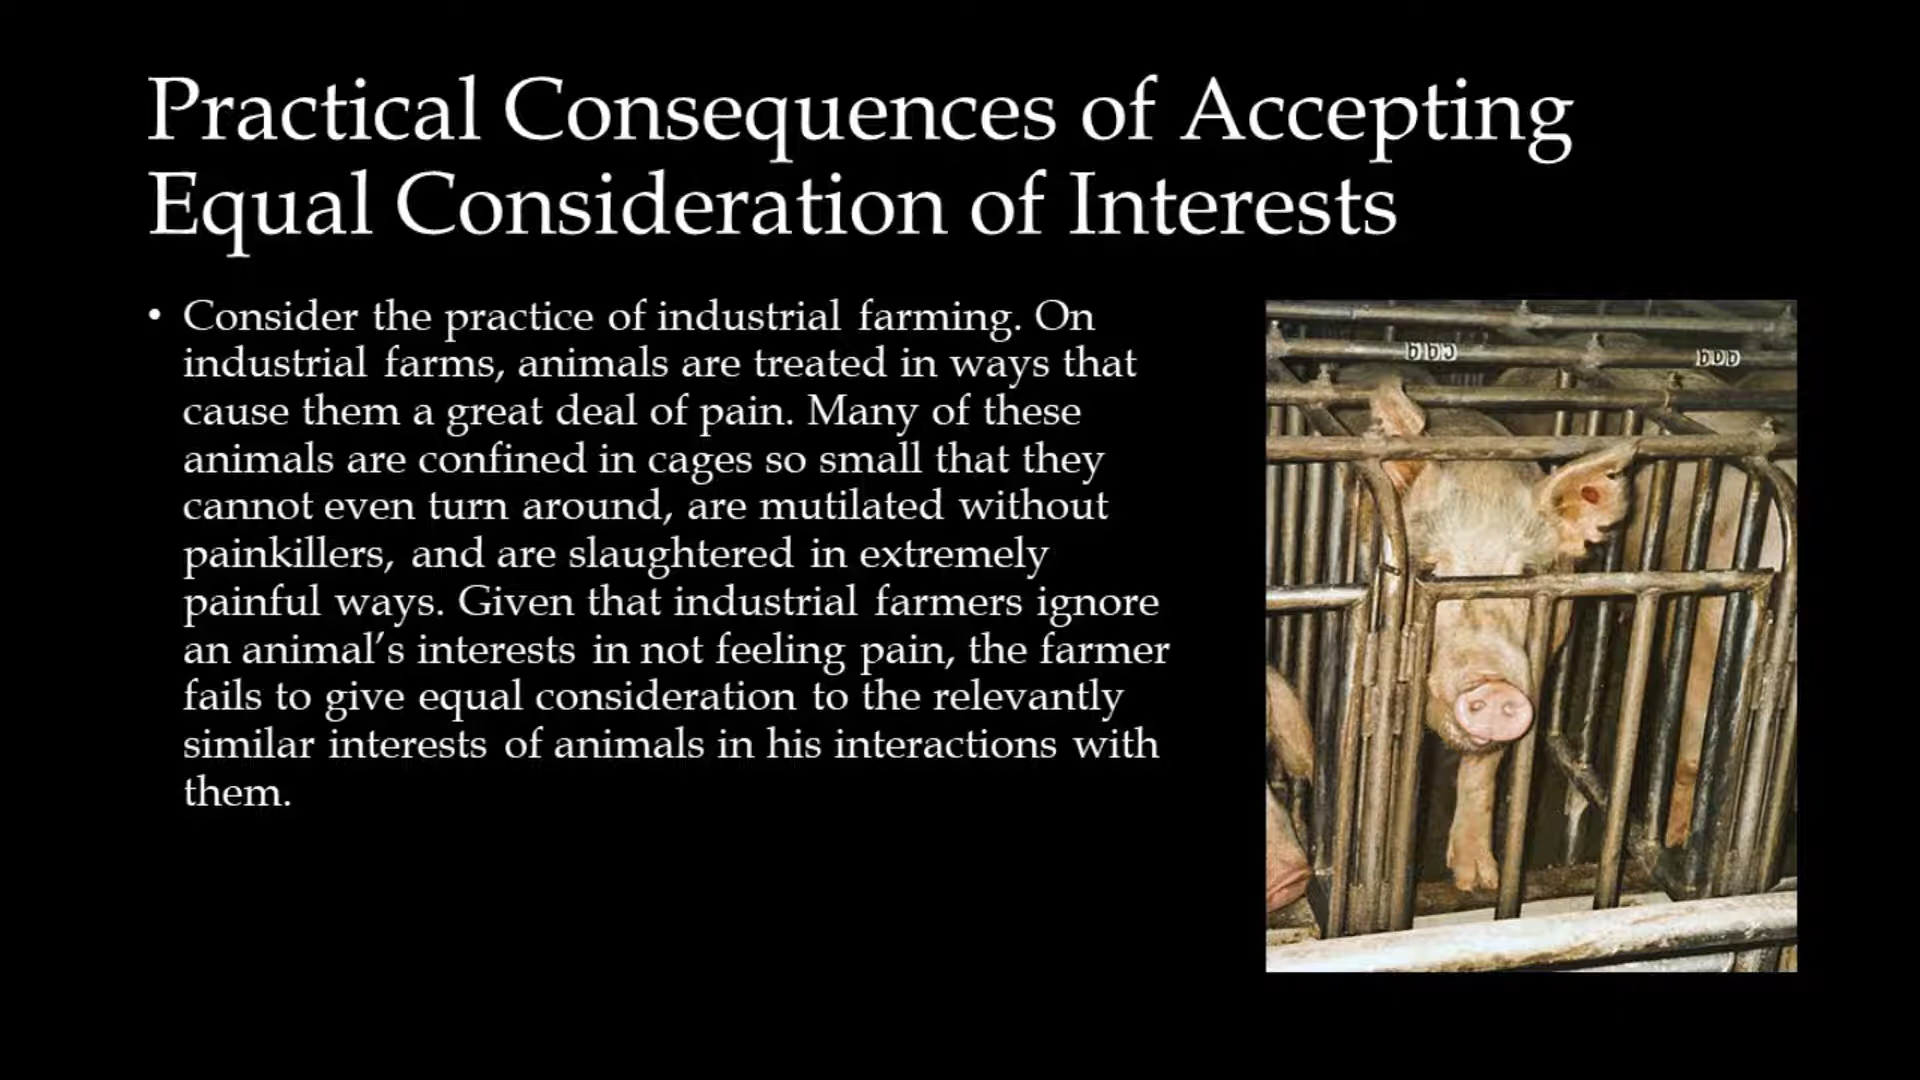 Practical Consequences of Accepting
Equal Consideration of Interests
• Consider the practice of industrial farming. On
industrial farms, animals are treated in ways that
cause them a great deal of pain. Many of these
animals are confined in cages so small that they
cannot even turn around, are mutilated without
painkillers, and are slaughtered in extremely
painful ways. Given that industrial farmers ignore
an animal’s interests in not feeling pain, the farmer
fails to give equal consideration to the relevantly
similar interests of animals in his interactions with
them.